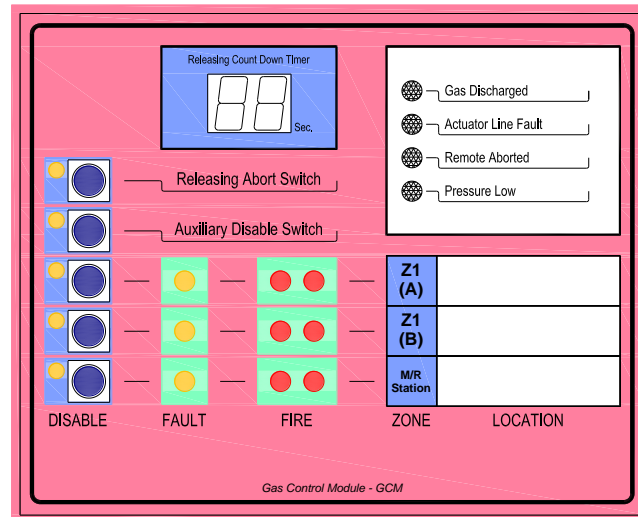 Releasing Count Down Timer
88
Sec.
Gas Discharged
Actuator Line Fault
Remote Aborted
Pressure Low
Releasing Abort Switch
Auxiliary Disable Switch
Z1
(A)
Z1
(B)
M/R
Station
DISABLE FAULT FIRE ZONE LOCATION
Gas Control Module - GCM